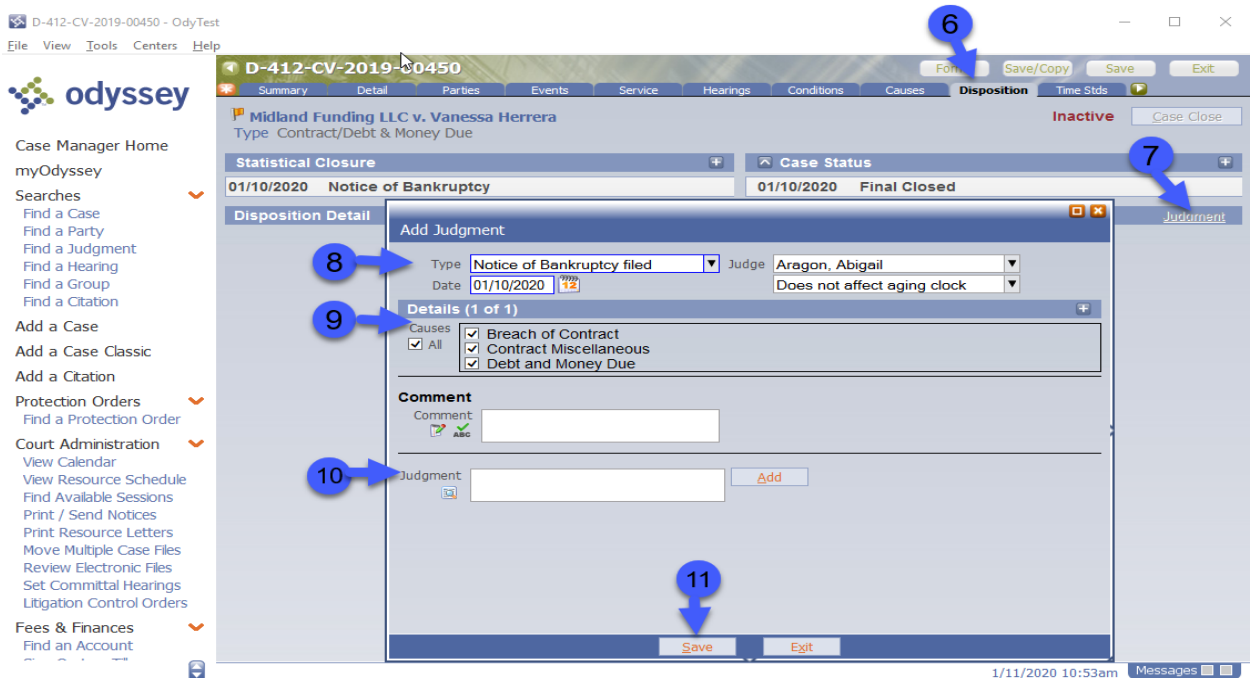 D-412-CV-2019-00450 - OdyTest
File View Tools Centers Help
6
D-412-CV-2019-00450
Save/Copy Save Exit
Summary Detail Parties Events Service Hearings Conditions Causes Disposition Time Stds
odyssey
Midland Funding LLC v. Vanessa Herrera
Inactive Case Close
Type Contract/Debt & Money Due
7
Statistical Closure
Case Status
01/10/2020 Notice of Bankruptcy
01/10/2020 Final Closed
Disposition Detail
Judgment
Case Manager Home
myOdyssey
Searches
Find a Case
Find a Party
Find a Judgment
Find a Hearing
Find a Group
Find a Citation
Add a Case
Add a Case Classic
Add a Citation
Protection Orders
Find a Protection Order
Court Administration
View Calendar
View Resource Schedule
Find Available Sessions
Print / Send Notices
Print Resource Letters
Move Multiple Case Files
Review Electronic Files
Set Committal Hearings
Litigation Control Orders
Fees & Finances
Find an Account
Add Judgment
8
Type Notice of Bankruptcy filed Judge Aragon, Abigail
Date 01/10/2020 12 Does not affect aging clock
Details (1 of 1)
9
Causes
All
Breach of Contract
Contract Miscellaneous
Debt and Money Due
Comment
Comment
ABC
10
Judgment
Add
11
Save Exit
1/11/2020 10:53am Messages